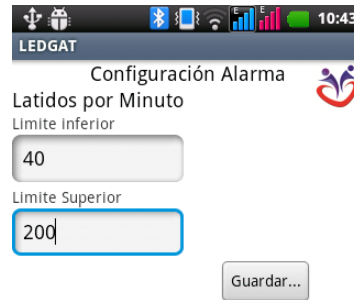 10:43
LEDGAT
Configuración Alarma
Latidos por Minuto
Limite inferior
40
Limite Superior
200
Guardar...